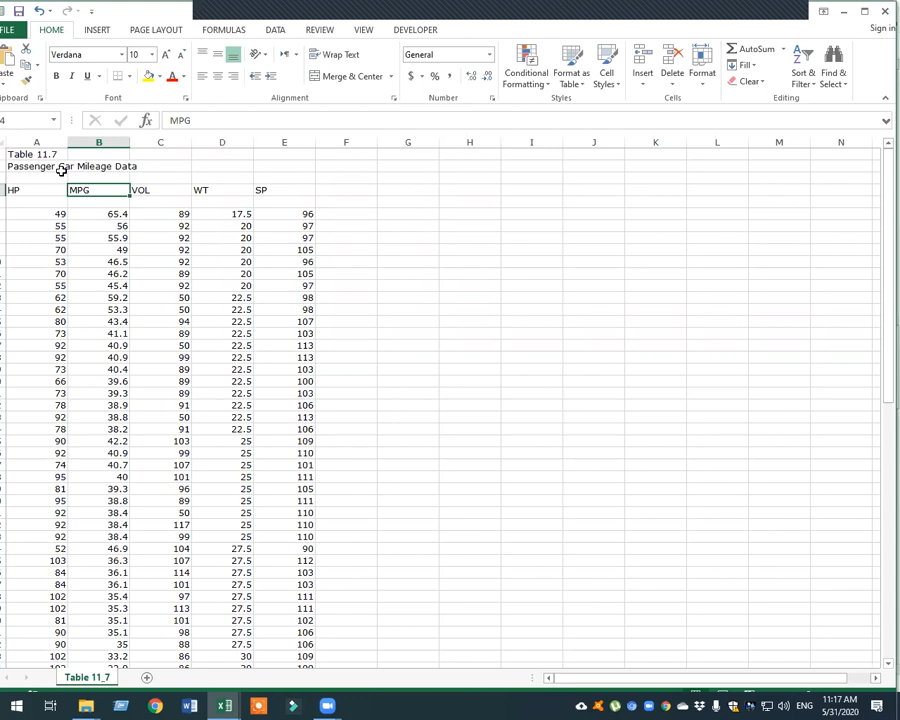 Sign in
FILE HOME INSERT PAGE LAYOUT FORMULAS DATA REVIEW VIEW DEVELOPER
Verdana 10 A A Wrap Text General AutoSum
Conditional Format as Cell Insert Delete Format Fill Sort & Find &
B I U A Merge & Center $ % , Formatting Table Styles Clear Filter Select
Font Alignment Number Styles Cells Editing
fx MPG
A B C D E F G H I J K L M N
Table 11.7
Passenger Car Mileage Data
HP MPG VOL WT SP
49 65.4 89 17.5 96
55 56 92 20 97
55 55.9 92 20 97
70 49 92 20 105
53 46.5 92 20 96
70 46.2 89 20 105
55 45.4 92 20 97
62 59.2 50 22.5 98
62 53.3 50 22.5 98
80 43.4 94 22.5 107
73 41.1 89 22.5 103
92 40.9 50 22.5 113
92 40.9 99 22.5 113
73 40.4 89 22.5 103
66 39.6 89 22.5 100
73 39.3 89 22.5 103
78 38.9 91 22.5 106
92 38.8 50 22.5 113
78 38.2 91 22.5 106
90 42.2 103 25 109
92 40.9 99 25 110
74 40.7 107 25 101
95 40 101 25 111
81 39.3 96 25 105
95 38.8 89 25 111
92 38.4 50 25 110
92 38.4 117 25 110
92 38.4 99 25 110
52 46.9 104 27.5 90
103 36.3 107 27.5 112
84 36.1 114 27.5 103
84 36.1 101 27.5 103
102 35.4 97 27.5 111
102 35.3 113 27.5 111
81 35.1 101 27.5 102
90 35.1 98 27.5 106
90 35 88 27.5 106
102 33.2 86 30 109
Table 11_7
ENG 11:17 AM
5/31/2020